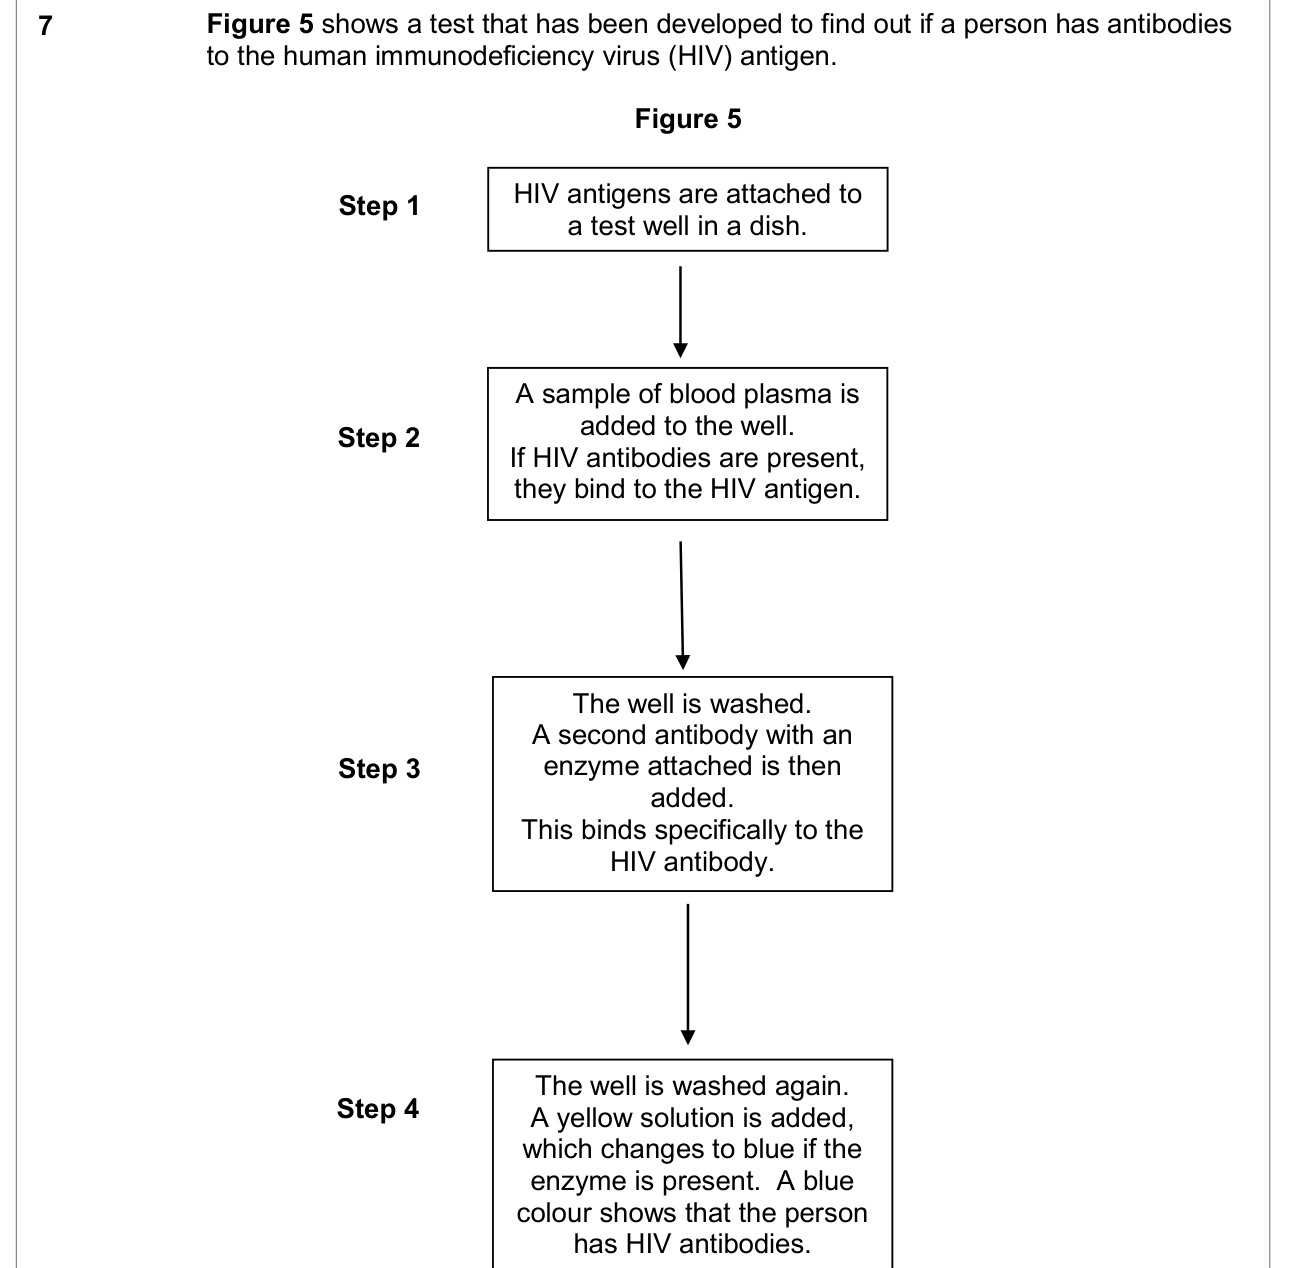 7
Figure 5 shows a test that has been developed to find out if a person has antibodies
to the human immunodeficiency virus (HIV) antigen.
Figure 5
Step 1
HIV antigens are attached to
a test well in a dish.
Step 2
A sample of blood plasma is
added to the well.
If HIV antibodies are present,
they bind to the HIV antigen.
Step 3
The well is washed.
A second antibody with an
enzyme attached is then
added.
This binds specifically to the
HIV antibody.
Step 4
The well is washed again.
A yellow solution is added,
which changes to blue if the
enzyme is present.  A blue
colour shows that the person
has HIV antibodies.